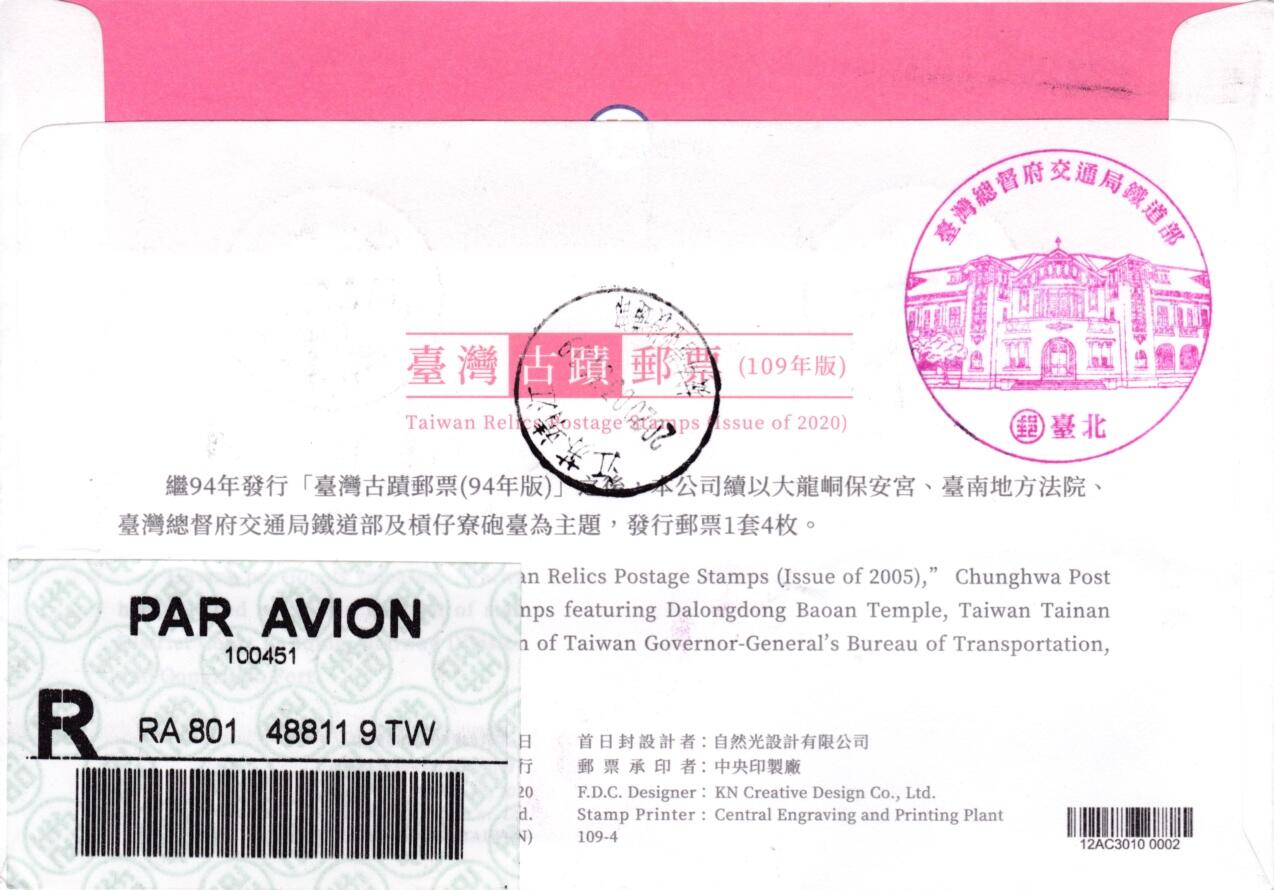 臺灣總督府交通局鐵道部
郵 臺北
臺灣古蹟郵票 (109年版)
Taiwan Relics Postage Stamps (Issue of 2020)
繼94年發行「臺灣古蹟郵票(94年版)」後，本公司續以大龍峒保安宮、臺南地方法院、
臺灣總督府交通局鐵道部及槓仔寮砲臺為主題，發行郵票1套4枚。
an Relics Postage Stamps (Issue of 2005),” Chunghwa Post
mps featuring Dalongdong Baoan Temple, Taiwan Tainan
n of Taiwan Governor-General’s Bureau of Transportation,
PAR AVION
100451
R RA 801 48811 9 TW
日 首日封設計者：自然光設計有限公司
行 郵票承印者：中央印製廠
20 F.D.C. Designer : KN Creative Design Co., Ltd.
d. Stamp Printer : Central Engraving and Printing Plant
N) 109-4
12AC3010 0002